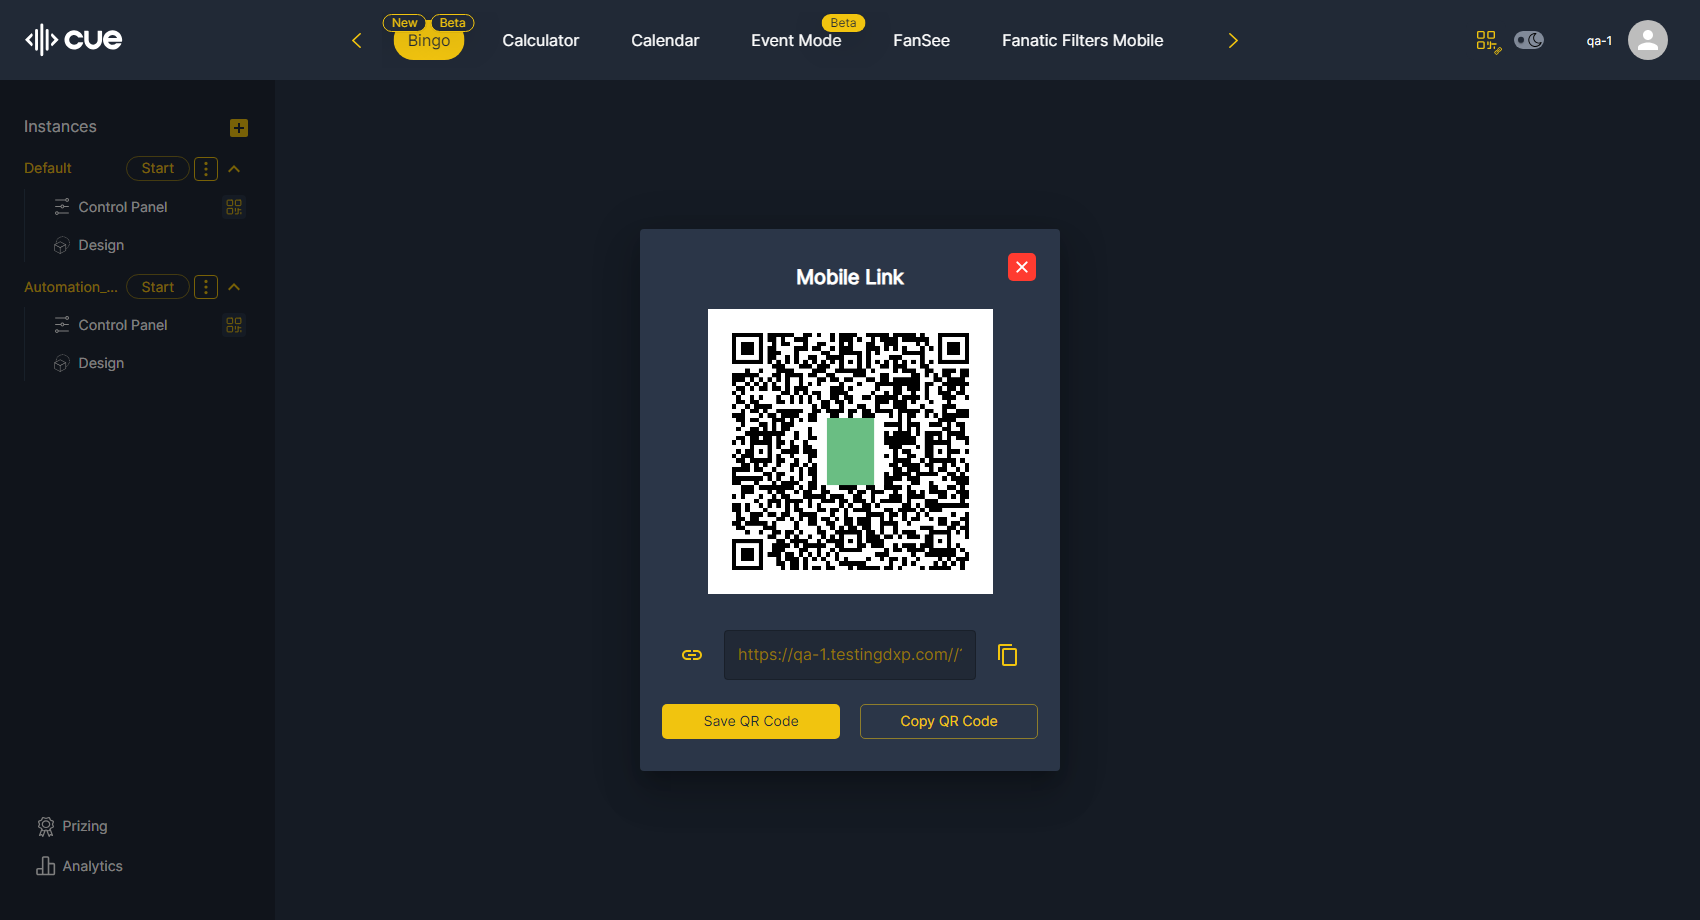 cue
New
Beta
Bingo
Calculator
Calendar
Beta
Event Mode
FanSee
Fanatic Filters Mobile
qa-1
Instances
Default
Start
Control Panel
Design
Automation_...
Start
Control Panel
Design
Prizing
Analytics
Mobile Link
https://qa-1.testingdxp.com//
Save QR Code
Copy QR Code